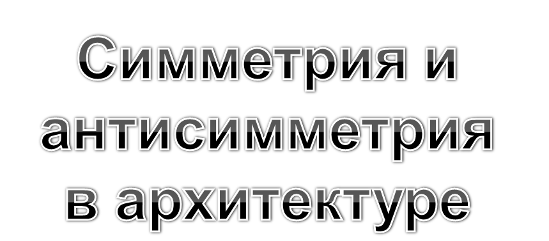 Симметрия и
антисимметрия
в архитектуре